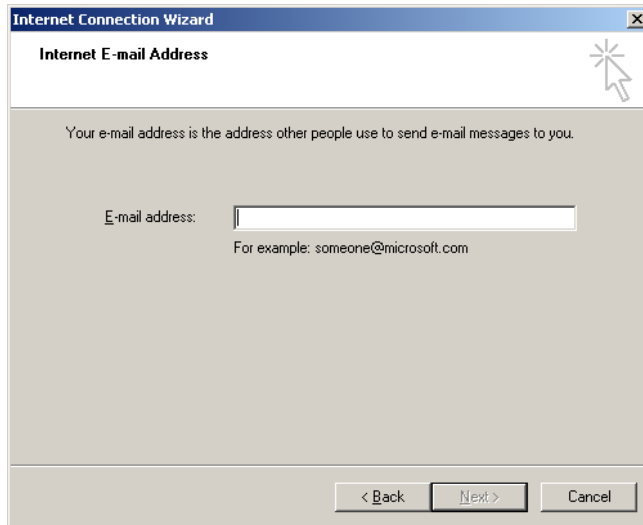 Internet Connection Wizard
Internet E-mail Address
Your e-mail address is the address other people use to send e-mail messages to you.
E-mail address:
For example: someone@microsoft.com
< Back Next > Cancel